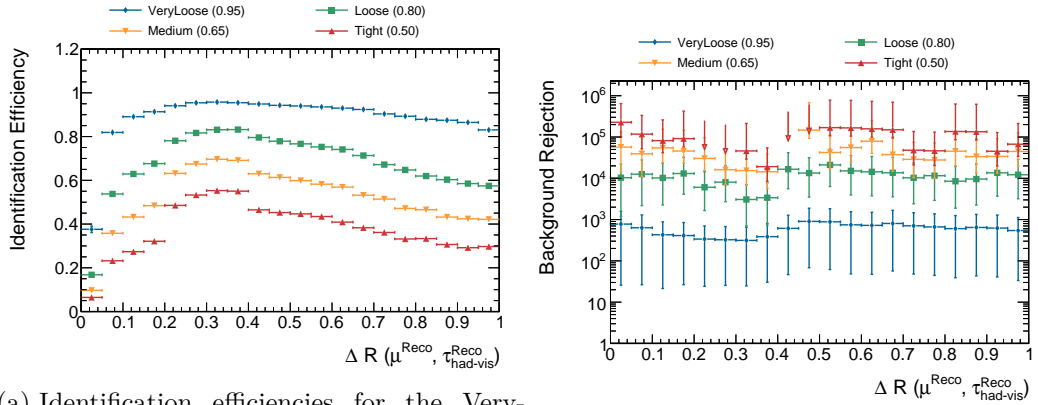 VeryLoose (0.95) Loose (0.80)
Medium (0.65) Tight (0.50)
Identification Efficiency
1.2
1
0.8
0.6
0.4
0.2
0
0.1 0.2 0.3 0.4 0.5 0.6 0.7 0.8 0.9 1
Δ R (μ^Reco, τ^Reco_had-vis)
VeryLoose (0.95) Loose (0.80)
Medium (0.65) Tight (0.50)
Background Rejection
10^6
10^5
10^4
10^3
10^2
10
1
0 0.1 0.2 0.3 0.4 0.5 0.6 0.7 0.8 0.9 1
Δ R (μ^Reco, τ^Reco_had-vis)
(a) Identification efficiencies for the Very-